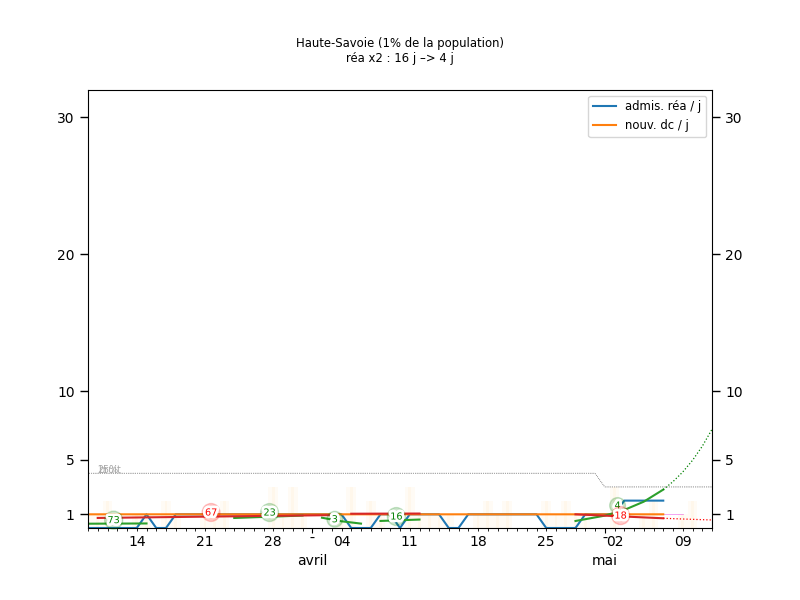 Haute-Savoie (1% de la population)
réa x2 : 16 j –> 4 j
admis. réa / j
nouv. dc / j
30 30
20 20
10 10
5 5
1 1
73 67 23 3 16 4 18
14 21 28 - 04 11 18 25 - 02 09
avril mai